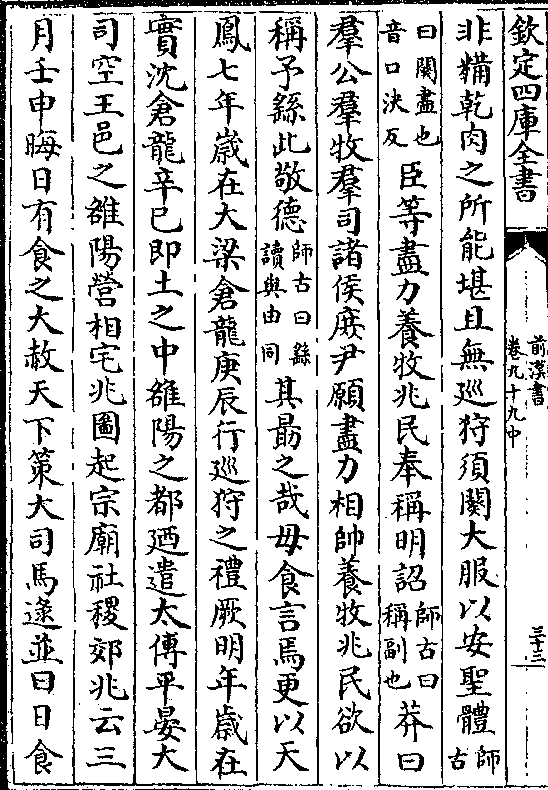 欽定四庫全書
前漢書
卷九十九中
三十三
非糒乾肉之所能堪且無巡狩須闋大服以安聖體師古
曰闋盡也
音口決反
臣等盡力養牧兆民奉稱明詔師古曰
稱副也
莽曰
羣公羣牧羣司諸侯庶尹願盡力相帥養牧兆民欲以
稱予繇此敬德師古曰繇
讀與由同
其勗之哉毋食言焉更以天
鳳七年歲在大梁倉龍庚辰行巡狩之禮厥明年歲在
實沈倉龍辛巳即土之中雒陽之都廼遣太傅平晏大
司空王邑之雒陽營相宅兆圖起宗廟社稷郊兆云三
月壬申晦日有食之大赦天下策大司馬逯並曰日食